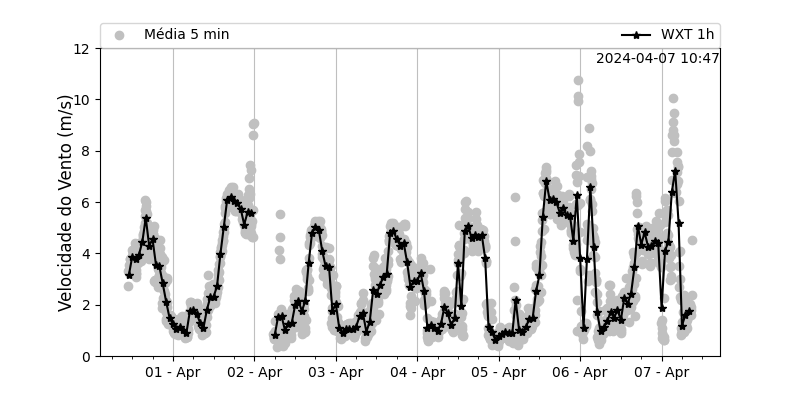 Média 5 min
WXT 1h
2024-04-07 10:47
12
10
8
6
4
2
0
Velocidade do Vento (m/s)
01 - Apr
02 - Apr
03 - Apr
04 - Apr
05 - Apr
06 - Apr
07 - Apr